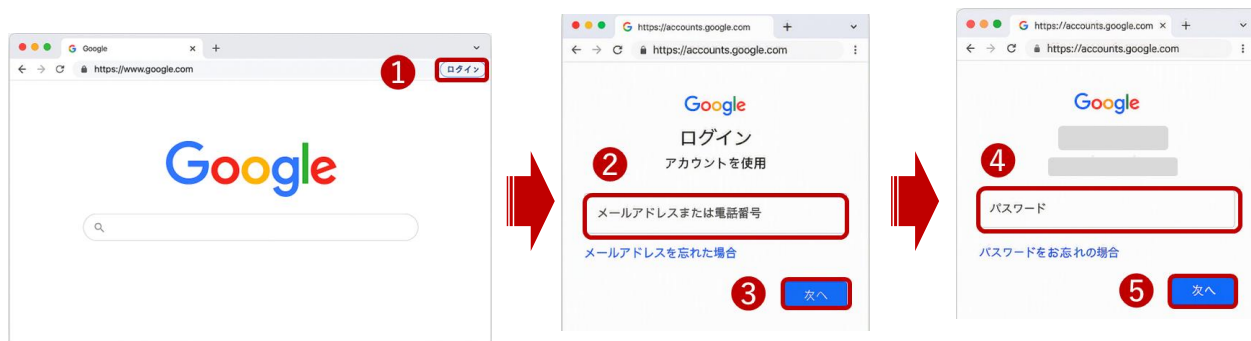 Google
https://www.google.com
1
ログイン
Google
https://accounts.google.com
https://accounts.google.com
Google
ログイン
2
アカウントを使用
メールアドレスまたは電話番号
メールアドレスを忘れた場合
3
次へ
https://accounts.google.com
https://accounts.google.com
Google
4
パスワード
パスワードをお忘れの場合
5
次へ